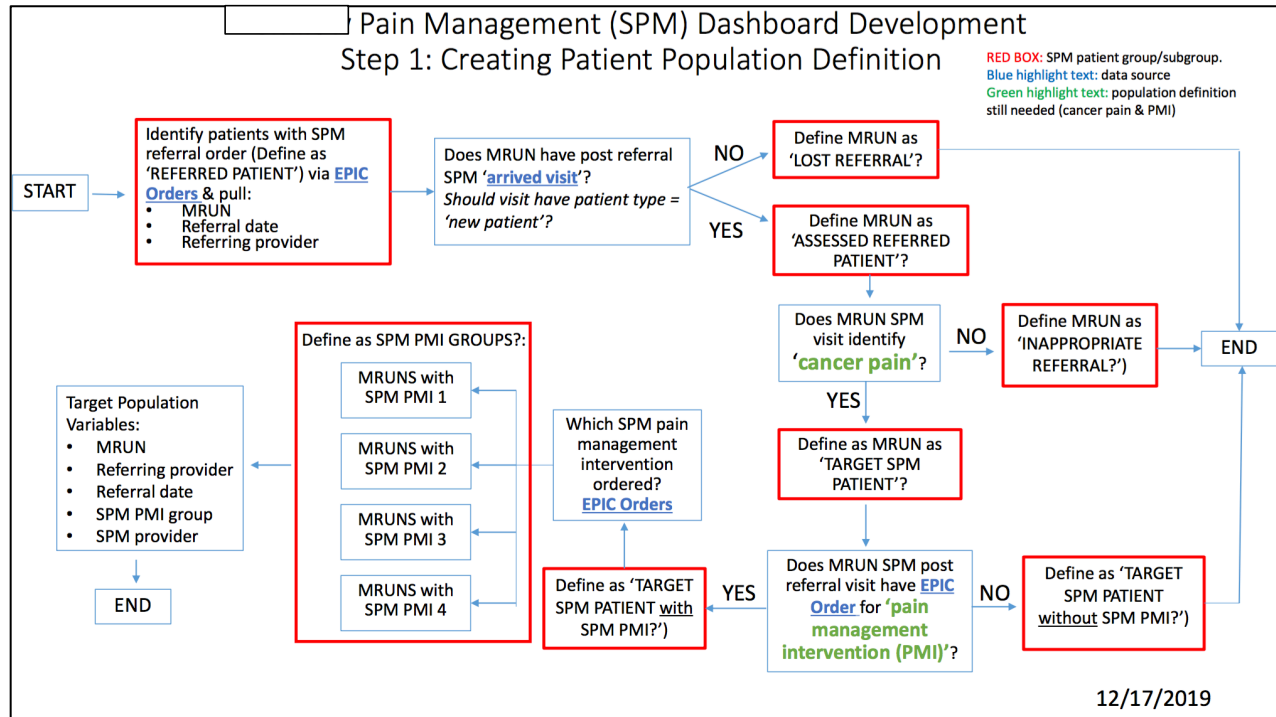 Pain Management (SPM) Dashboard Development
Step 1: Creating Patient Population Definition
RED BOX: SPM patient group/subgroup.
Blue highlight text: data source
Green highlight text: population definition
still needed (cancer pain & PMI)
START
Identify patients with SPM
referral order (Define as
‘REFERRED PATIENT’) via EPIC
Orders & pull:
• MRUN
• Referral date
• Referring provider
Does MRUN have post referral
SPM ‘arrived visit’?
Should visit have patient type =
‘new patient’?
NO
Define MRUN as
‘LOST REFERRAL’?
YES
Define MRUN as
‘ASSESSED REFERRED
PATIENT’?
Does MRUN SPM
visit identify
‘cancer pain’?
NO
Define MRUN as
‘INAPPROPRIATE
REFERRAL?’)
END
YES
Define as MRUN as
‘TARGET SPM
PATIENT’?
Does MRUN SPM post
referral visit have EPIC
Order for ‘pain
management
intervention (PMI)’?
NO
Define as ‘TARGET
SPM PATIENT
without SPM PMI?’)
YES
Define as ‘TARGET
SPM PATIENT with
SPM PMI?’)
Which SPM pain
management
intervention
ordered?
EPIC Orders
Define as SPM PMI GROUPS?:
MRUNS with
SPM PMI 1
MRUNS with
SPM PMI 2
MRUNS with
SPM PMI 3
MRUNS with
SPM PMI 4
Target Population
Variables:
• MRUN
• Referring provider
• Referral date
• SPM PMI group
• SPM provider
END
12/17/2019